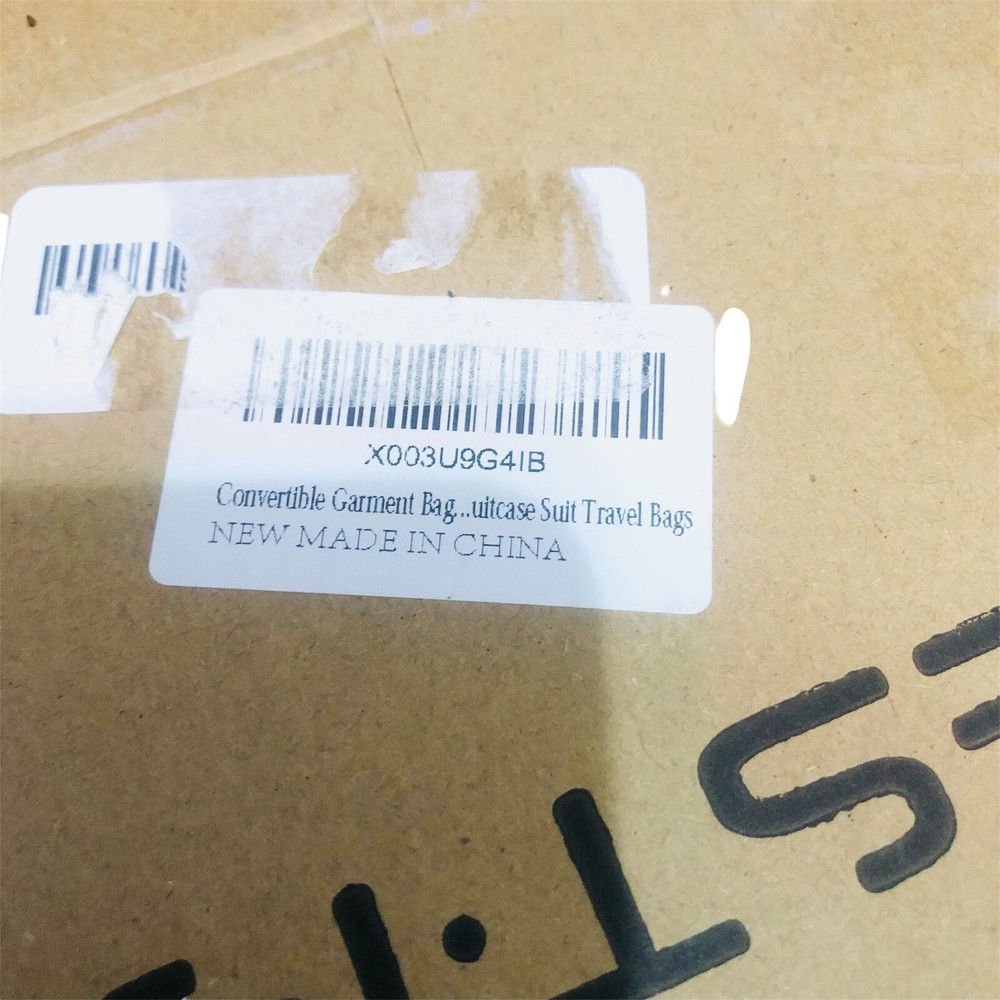 X003U9G4IB
Convertible Garment Bag...uitcase Suit Travel Bags
NEW MADE IN CHINA